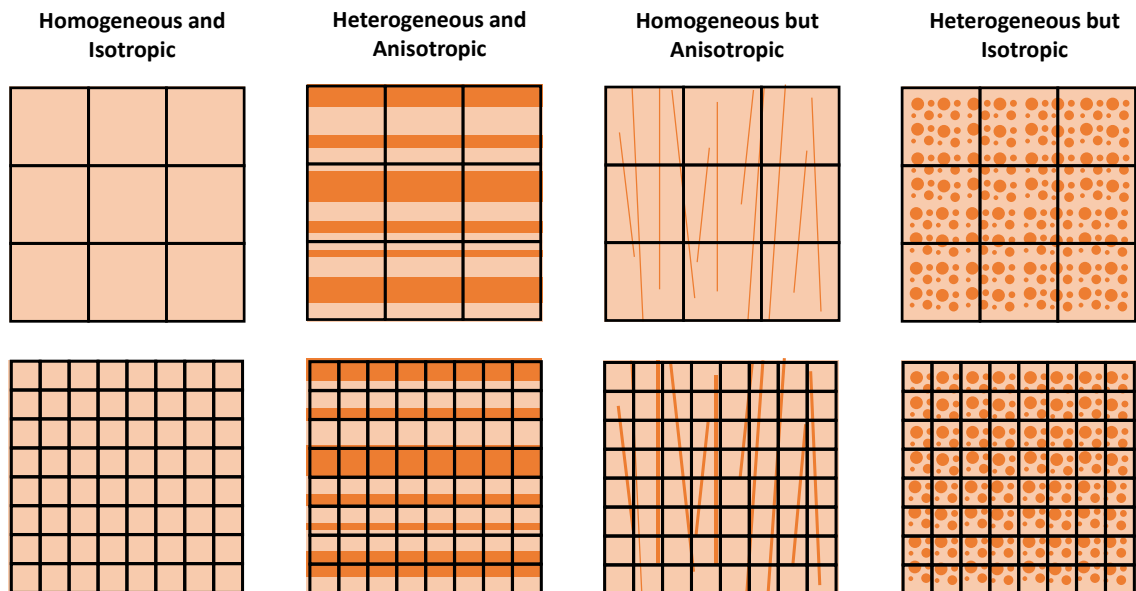 Homogeneous and
Isotropic
Heterogeneous and
Anisotropic
Homogeneous but
Anisotropic
Heterogeneous but
Isotropic